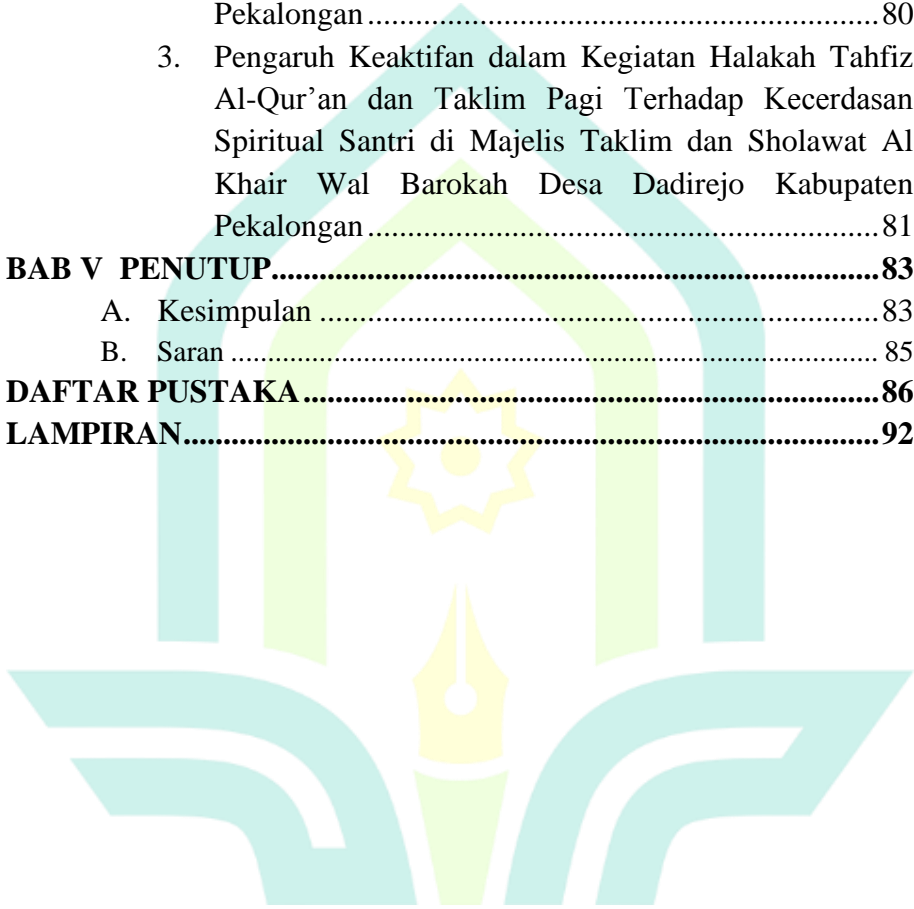 Pekalongan ........................................................................ 80
3. Pengaruh Keaktifan dalam Kegiatan Halakah Tahfiz
Al-Qur’an dan Taklim Pagi Terhadap Kecerdasan
Spiritual Santri di Majelis Taklim dan Sholawat Al
Khair Wal Barokah Desa Dadirejo Kabupaten
Pekalongan ........................................................................ 81
BAB V PENUTUP ........................................................................ 83
A. Kesimpulan ........................................................................ 83
B. Saran ........................................................................ 85
DAFTAR PUSTAKA ........................................................................ 86
LAMPIRAN ........................................................................ 92